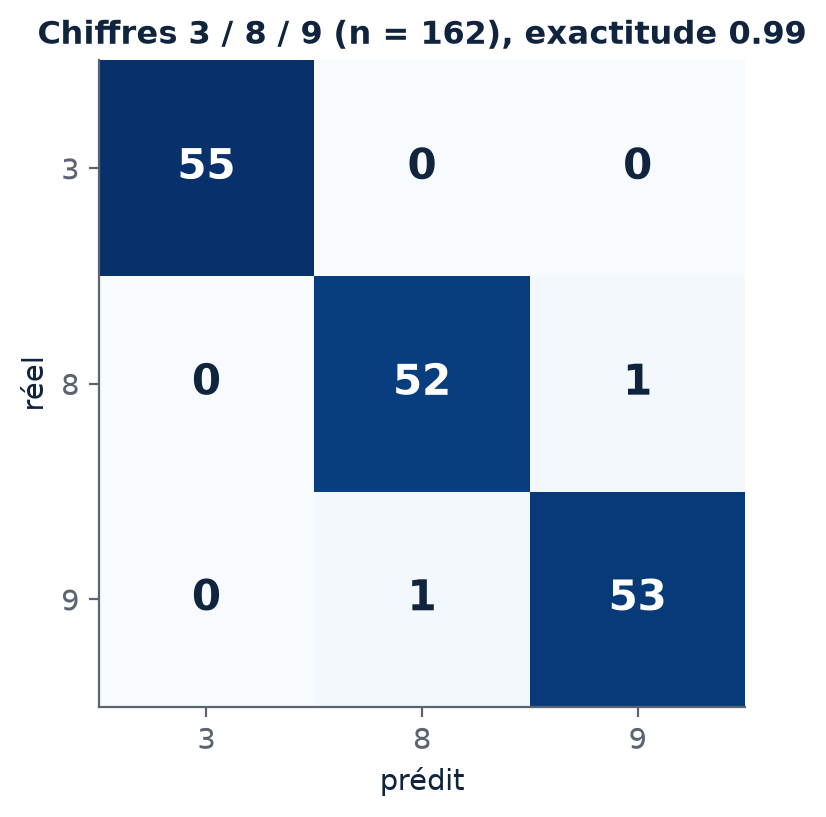 Chiffres 3 / 8 / 9 (n = 162), exactitude 0.99
3 55 0 0
réel 8 0 52 1
9 0 1 53
3 8 9
prédit